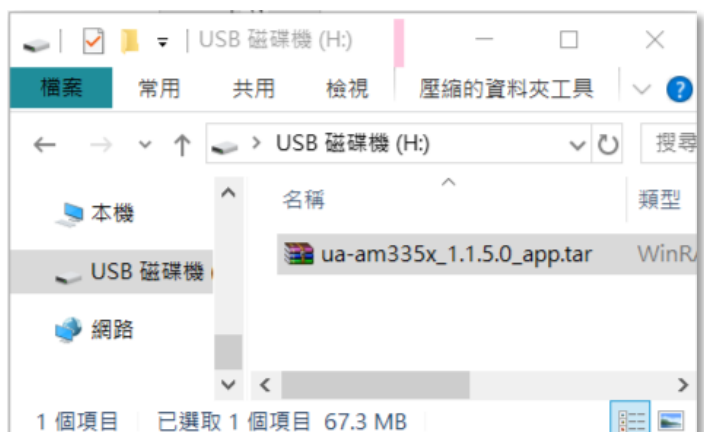 USB 磁碟機 (H:)
檔案 常用 共用 檢視 壓縮的資料夾工具
USB 磁碟機 (H:) 搜尋
名稱 類型
本機
ua-am335x_1.1.5.0_app.tar WinRA
USB 磁碟機 (
網路
1 個項目 已選取 1 個項目 67.3 MB